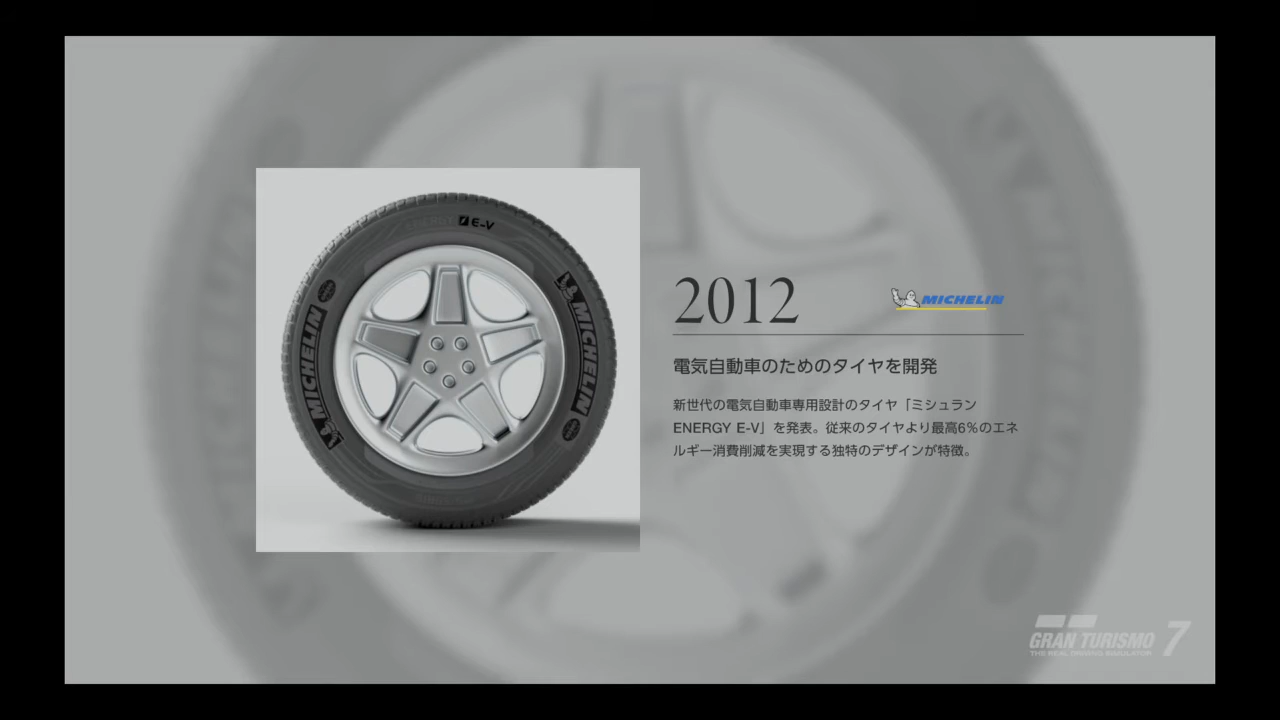 ENERGY E-V
MICHELIN
MICHELIN
2012
MICHELIN
電気自動車のためのタイヤを開発
新世代の電気自動車専用設計のタイヤ「ミシュラン
ENERGY E-V」を発表。従来のタイヤより最高6%のエネ
ルギー消費削減を実現する独特のデザインが特徴。
GRAN TURISMO 7
THE REAL DRIVING SIMULATOR